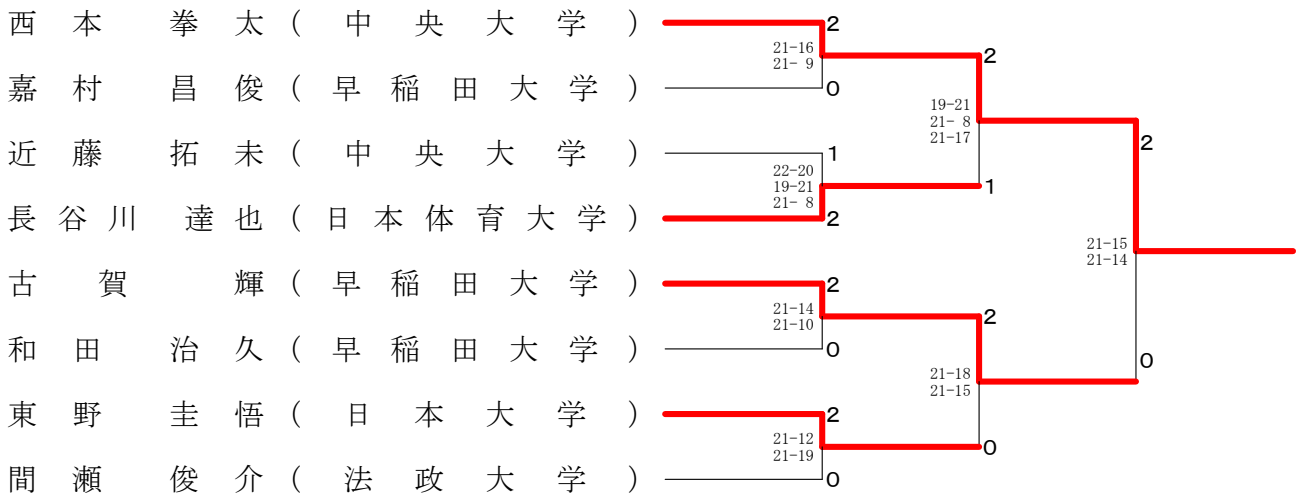 西本 拳太 (中央大学) 2
21-16
21- 9
2
嘉村 昌俊 (早稲田大学) 0
19-21
21- 8
21-17
2
近藤 拓未 (中央大学) 1
22-20
19-21
21- 8
1
長谷川 達也 (日本体育大学) 2
21-15
21-14
古賀 輝 (早稲田大学) 2
21-14
21-10
2
和田 治久 (早稲田大学) 0
0
21-18
21-15
東野 圭悟 (日本大学) 2
21-12
21-19
0
間瀬 俊介 (法政大学) 0